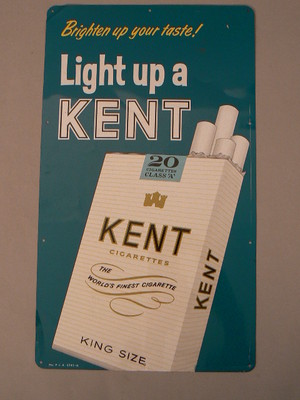 Brighten up your taste!
Light up a
KENT
20
CIGARETTES
CLASS "A"
KENT
CIGARETTES
THE
WORLD'S FINEST CIGARETTE
KING SIZE
KENT